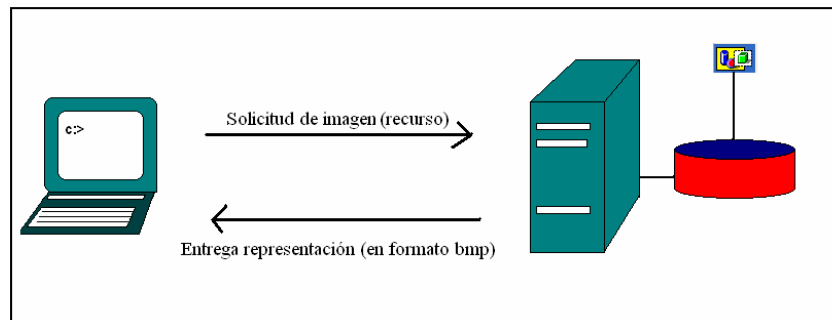 c:>
Solicitud de imagen (recurso)
Entrega representación (en formato bmp)